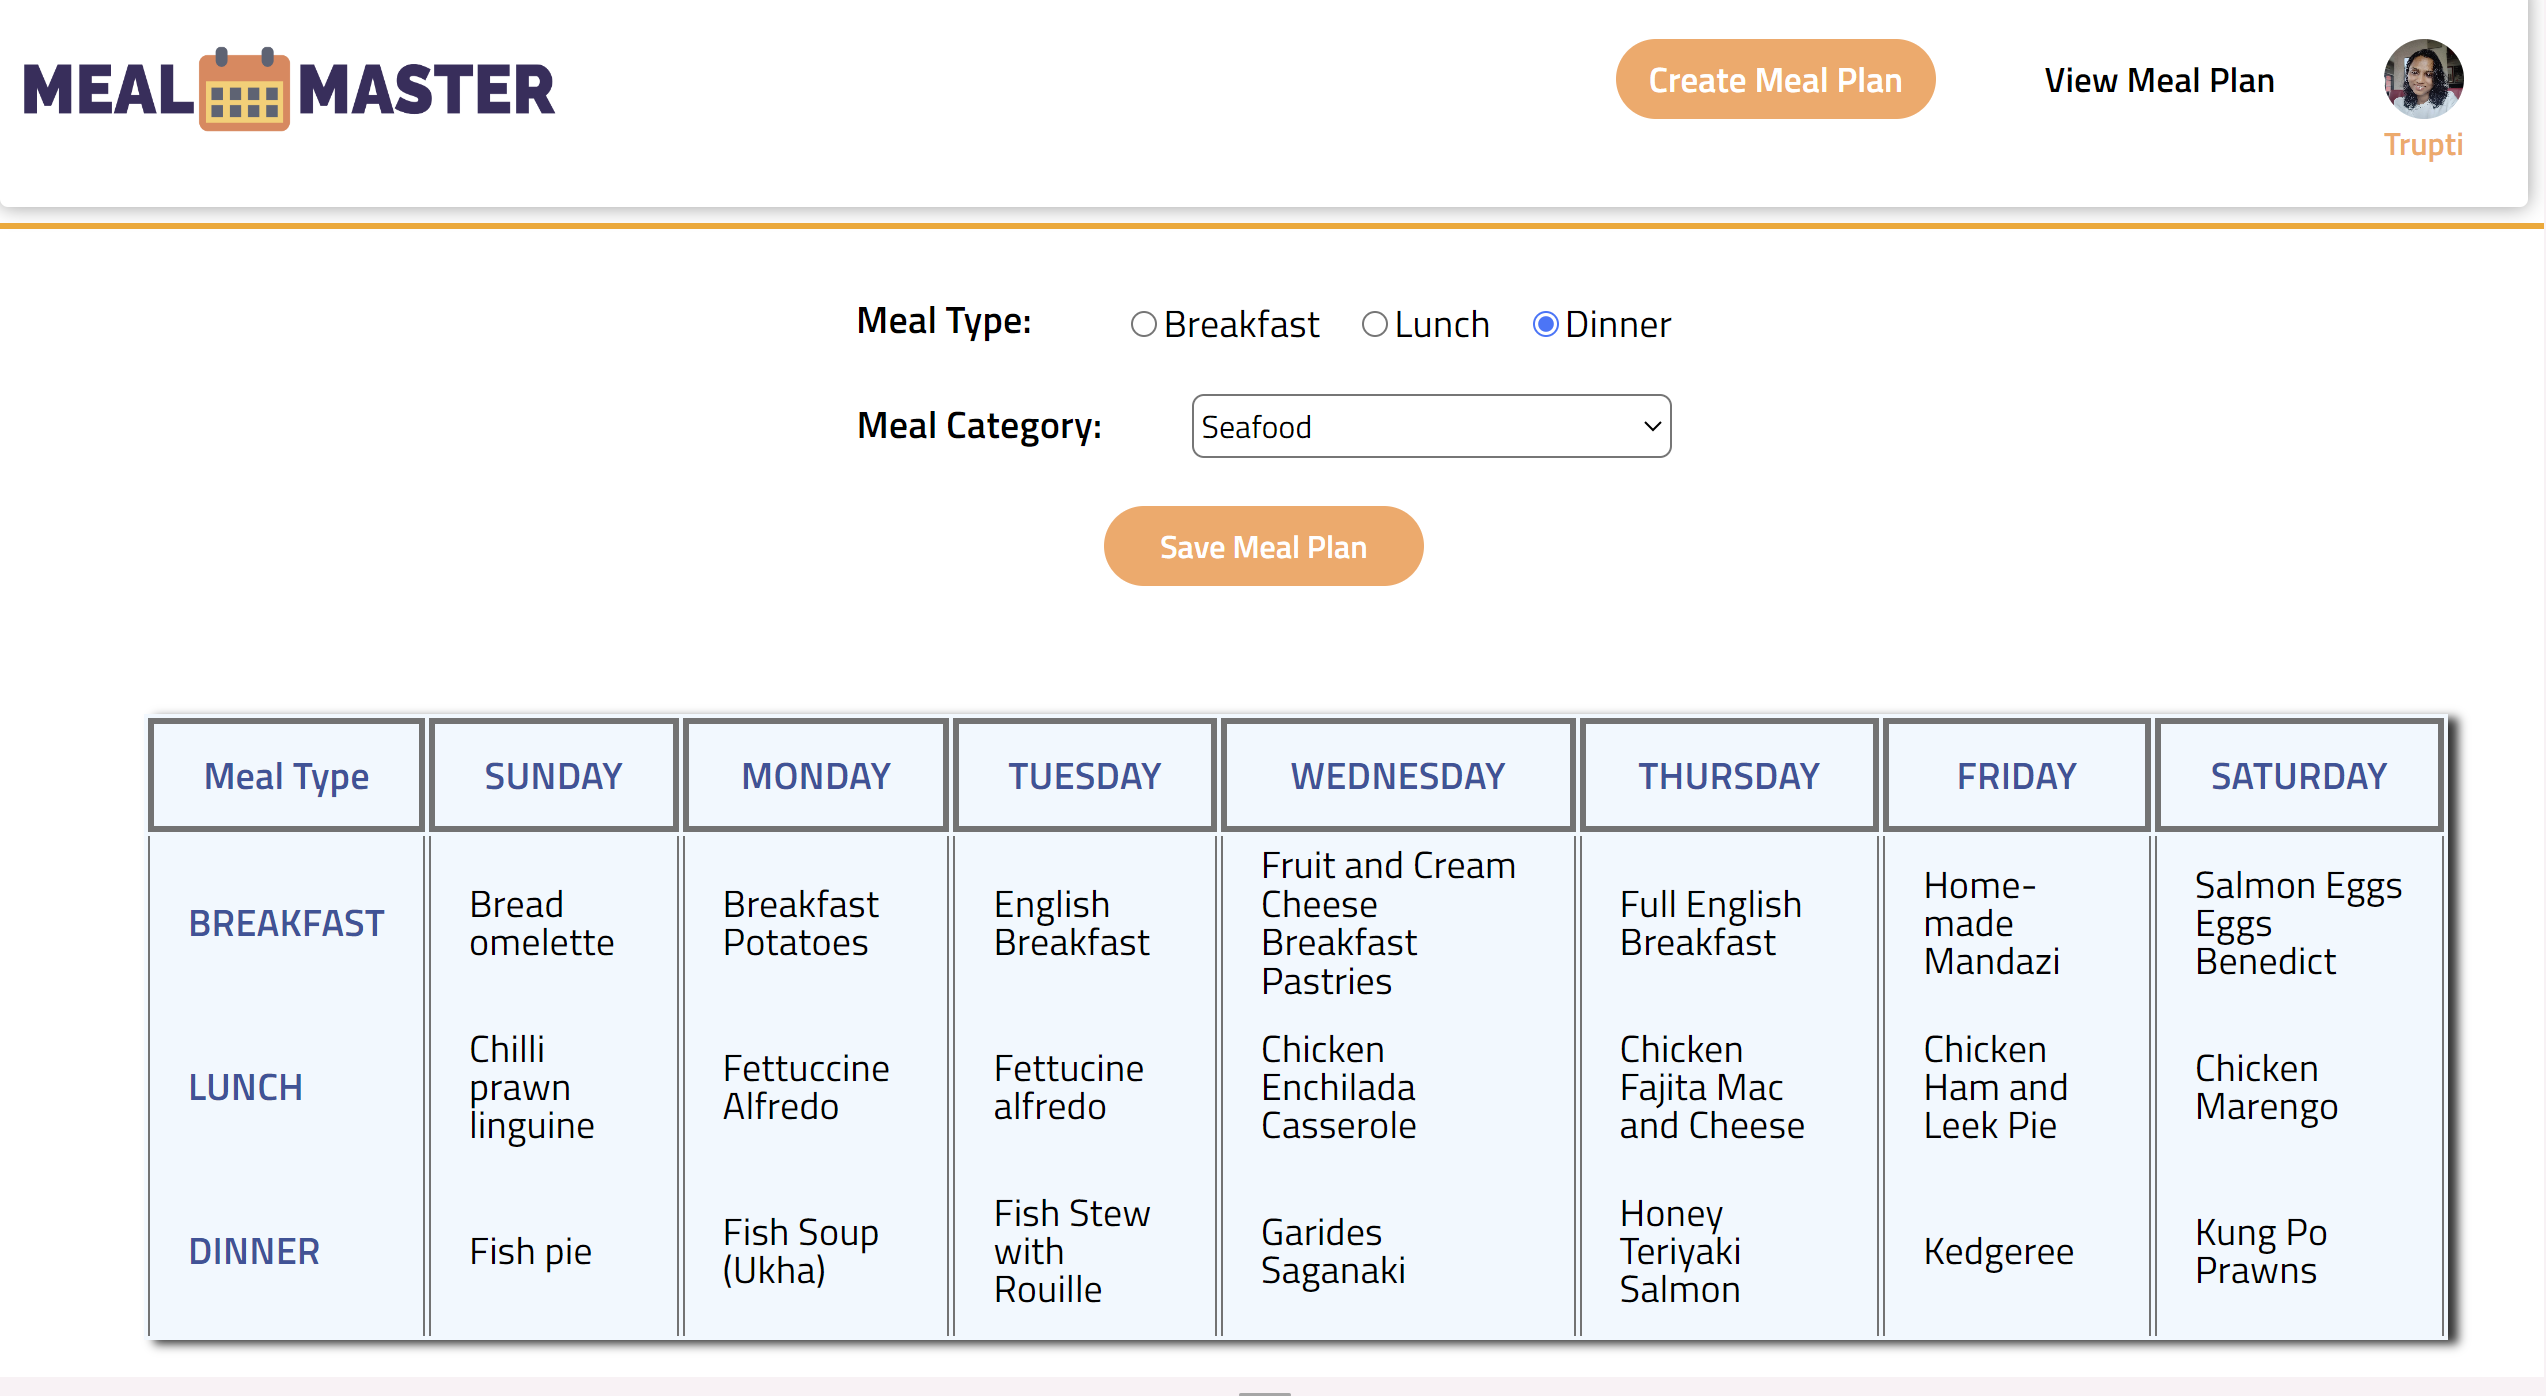 MEAL MASTER
Create Meal Plan
View Meal Plan
Trupti
Meal Type:
Breakfast
Lunch
Dinner
Meal Category:
Seafood
Save Meal Plan
Meal Type
SUNDAY
MONDAY
TUESDAY
WEDNESDAY
THURSDAY
FRIDAY
SATURDAY
BREAKFAST
Bread
omelette
Breakfast
Potatoes
English
Breakfast
Fruit and Cream
Cheese
Breakfast
Pastries
Full English
Breakfast
Home-
made
Mandazi
Salmon Eggs
Eggs
Benedict
LUNCH
Chilli
prawn
linguine
Fettuccine
Alfredo
Fettucine
alfredo
Chicken
Enchilada
Casserole
Chicken
Fajita Mac
and Cheese
Chicken
Ham and
Leek Pie
Chicken
Marengo
DINNER
Fish pie
Fish Soup
(Ukha)
Fish Stew
with
Rouille
Garides
Saganaki
Honey
Teriyaki
Salmon
Kedgeree
Kung Po
Prawns